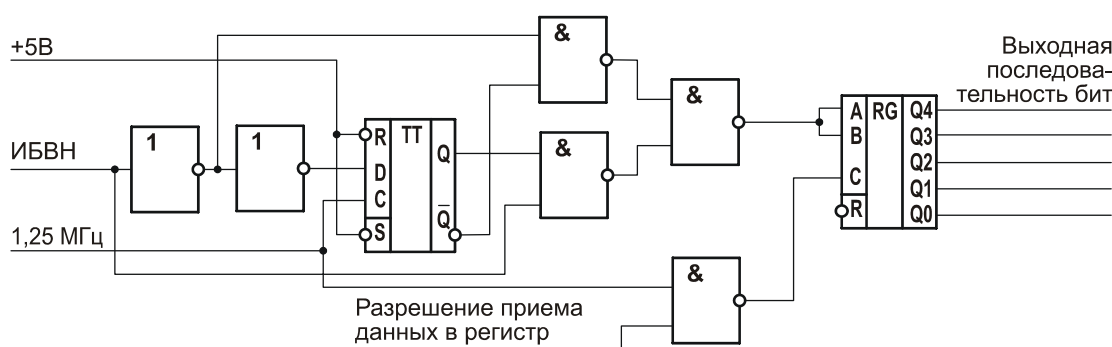 +5В
ИБВН
1,25 МГц
1
1
R
D
C
S
TT
Q
Q
&
&
&
&
Разрешение приема
данных в регистр
A
B
C
R
RG
Q4
Q3
Q2
Q1
Q0
Выходная
последова-
тельность бит